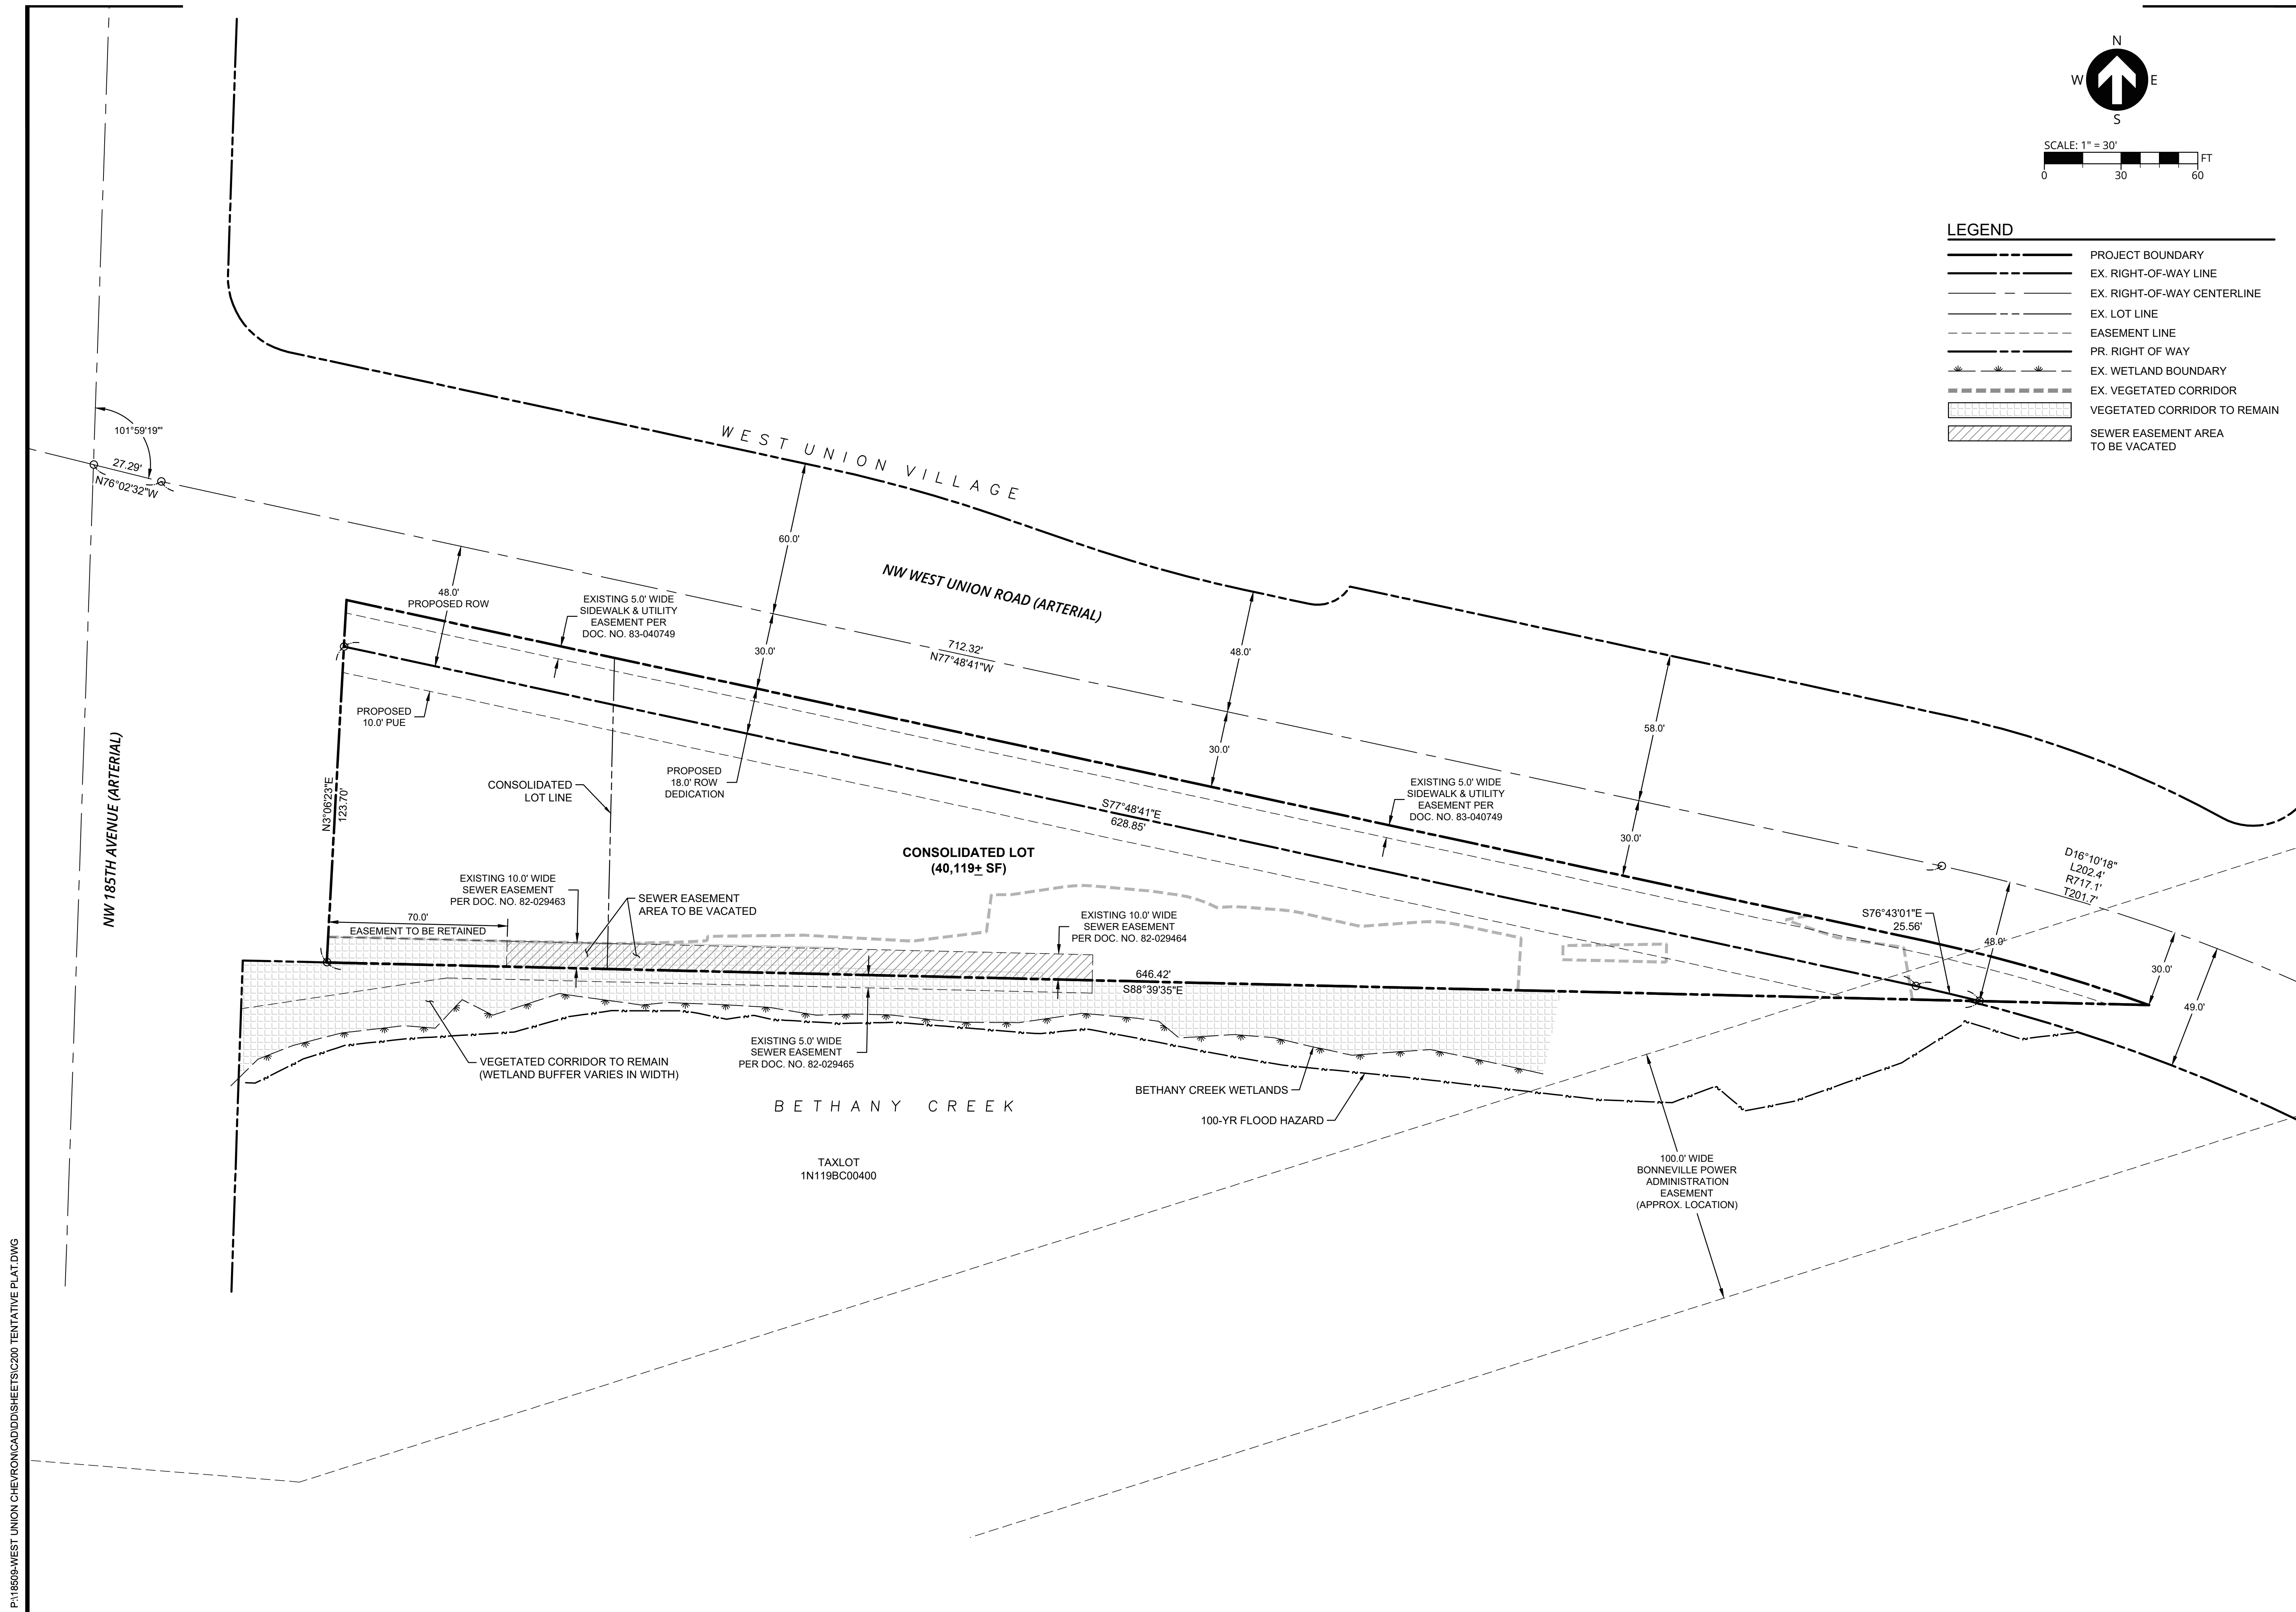 N
W E
S
SCALE: 1" = 30'
FT
0 30 60
LEGEND
PROJECT BOUNDARY
EX. RIGHT-OF-WAY LINE
EX. RIGHT-OF-WAY CENTERLINE
EX. LOT LINE
EASEMENT LINE
PR. RIGHT OF WAY
EX. WETLAND BOUNDARY
EX. VEGETATED CORRIDOR
VEGETATED CORRIDOR TO REMAIN
SEWER EASEMENT AREA
TO BE VACATED
101°59'19"'
27.29'
N76°02'32"W
WEST UNION VILLAGE
60.0'
NW WEST UNION ROAD (ARTERIAL)
48.0'
PROPOSED ROW
EXISTING 5.0' WIDE
SIDEWALK & UTILITY
EASEMENT PER
DOC. NO. 83-040749
30.0'
712.32'
N77°48'41"W
48.0'
30.0'
58.0'
30.0'
PROPOSED
10.0' PUE
CONSOLIDATED
LOT LINE
PROPOSED
18.0' ROW
DEDICATION
EXISTING 5.0' WIDE
SIDEWALK & UTILITY
EASEMENT PER
DOC. NO. 83-040749
S77°48'41"E
628.85'
N3°06'23"E
123.70'
NW 185TH AVENUE (ARTERIAL)
CONSOLIDATED LOT
(40,119± SF)
D16°10'18"
L202.4'
R717.1'
T201.7'
EXISTING 10.0' WIDE
SEWER EASEMENT
PER DOC. NO. 82-029463
SEWER EASEMENT
AREA TO BE VACATED
70.0'
EASEMENT TO BE RETAINED
EXISTING 10.0' WIDE
SEWER EASEMENT
PER DOC. NO. 82-029464
S76°43'01"E
25.56'
48.0'
30.0'
49.0'
646.42'
S88°39'35"E
EXISTING 5.0' WIDE
SEWER EASEMENT
PER DOC. NO. 82-029465
VEGETATED CORRIDOR TO REMAIN
(WETLAND BUFFER VARIES IN WIDTH)
BETHANY CREEK WETLANDS
BETHANY CREEK
100-YR FLOOD HAZARD
TAXLOT
1N119BC00400
100.0' WIDE
BONNEVILLE POWER
ADMINISTRATION
EASEMENT
(APPROX. LOCATION)
P:\18509-WEST UNION CHEVRON\CAD\DD\SHEETS\C200 TENTATIVE PLAT.DWG